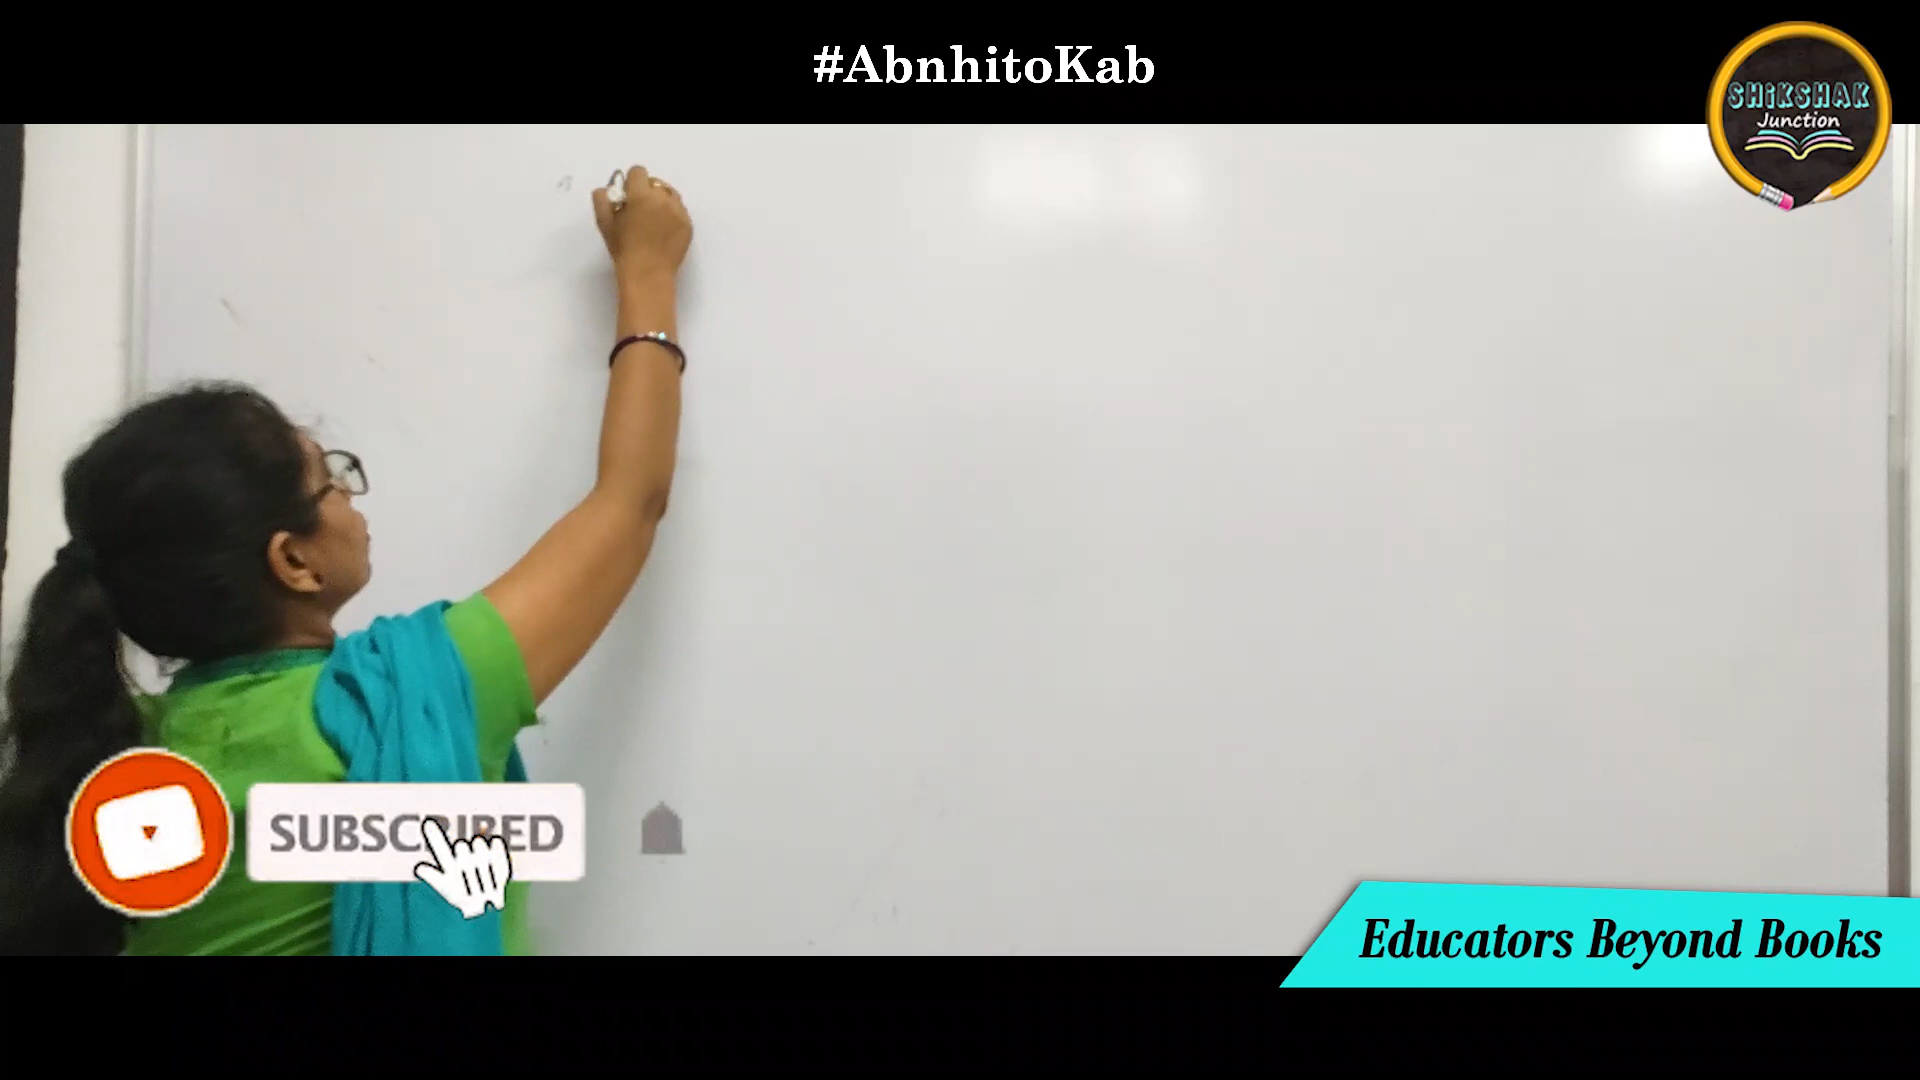 #AbnhitoKab
SHiKSHAK
Junction
SUBSCRIBED
Educators Beyond Books